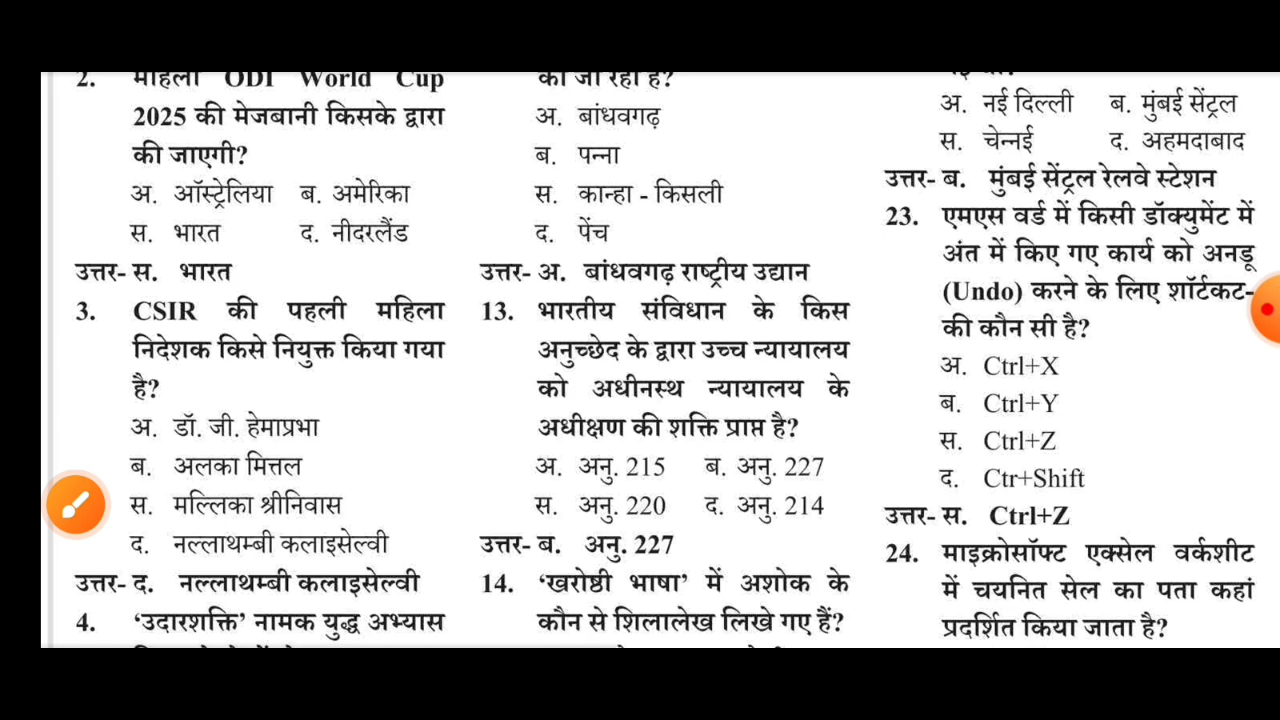 2. महिला ODI World Cup
2025 की मेजबानी किसके द्वारा
की जाएगी?
अ. ऑस्ट्रेलिया ब. अमेरिका
स. भारत द. नीदरलैंड
उत्तर- स. भारत
3. CSIR की पहली महिला
निदेशक किसे नियुक्त किया गया
है?
अ. डॉ. जी. हेमाप्रभा
ब. अलका मित्तल
स. मल्लिका श्रीनिवास
द. नल्लाथम्बी कलाइसेल्वी
उत्तर- द. नल्लाथम्बी कलाइसेल्वी
4. ‘उदारशक्ति’ नामक युद्ध अभ्यास
की जा रही है?
अ. बांधवगढ़
ब. पन्ना
स. कान्हा - किसली
द. पेंच
उत्तर- अ. बांधवगढ़ राष्ट्रीय उद्यान
13. भारतीय संविधान के किस
अनुच्छेद के द्वारा उच्च न्यायालय
को अधीनस्थ न्यायालय के
अधीक्षण की शक्ति प्राप्त है?
अ. अनु. 215 ब. अनु. 227
स. अनु. 220 द. अनु. 214
उत्तर- ब. अनु. 227
14. ‘खरोष्ठी भाषा’ में अशोक के
कौन से शिलालेख लिखे गए हैं?
अ. नई दिल्ली ब. मुंबई सेंट्रल
स. चेन्नई द. अहमदाबाद
उत्तर- ब. मुंबई सेंट्रल रेलवे स्टेशन
23. एमएस वर्ड में किसी डॉक्युमेंट में
अंत में किए गए कार्य को अनडू
(Undo) करने के लिए शॉर्टकट-
की कौन सी है?
अ. Ctrl+X
ब. Ctrl+Y
स. Ctrl+Z
द. Ctr+Shift
उत्तर- स. Ctrl+Z
24. माइक्रोसॉफ्ट एक्सेल वर्कशीट
में चयनित सेल का पता कहां
प्रदर्शित किया जाता है?